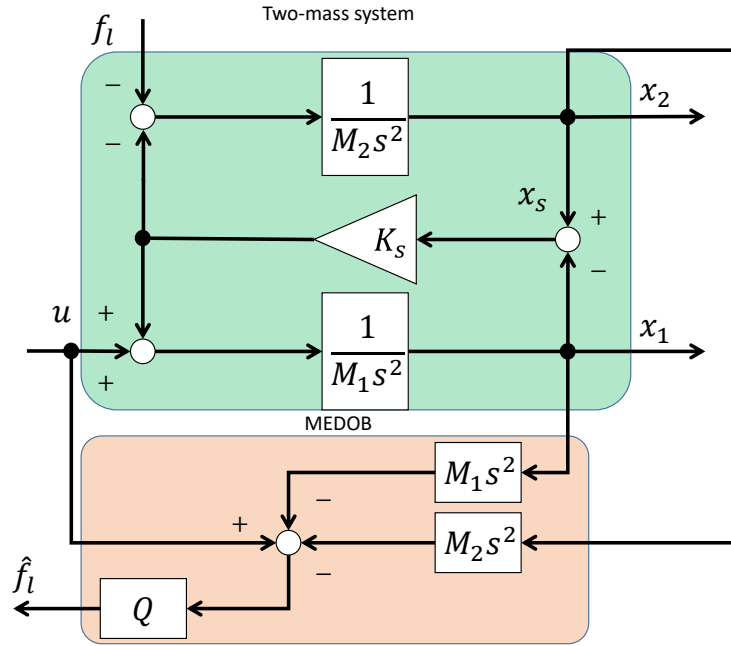 Two-mass system
f_l
−
−
1
M_2s^2
x_2
x_s
+
−
K_s
u
+
+
1
M_1s^2
x_1
MEDOB
M_1s^2
−
+
M_2s^2
−
f̂_l
Q